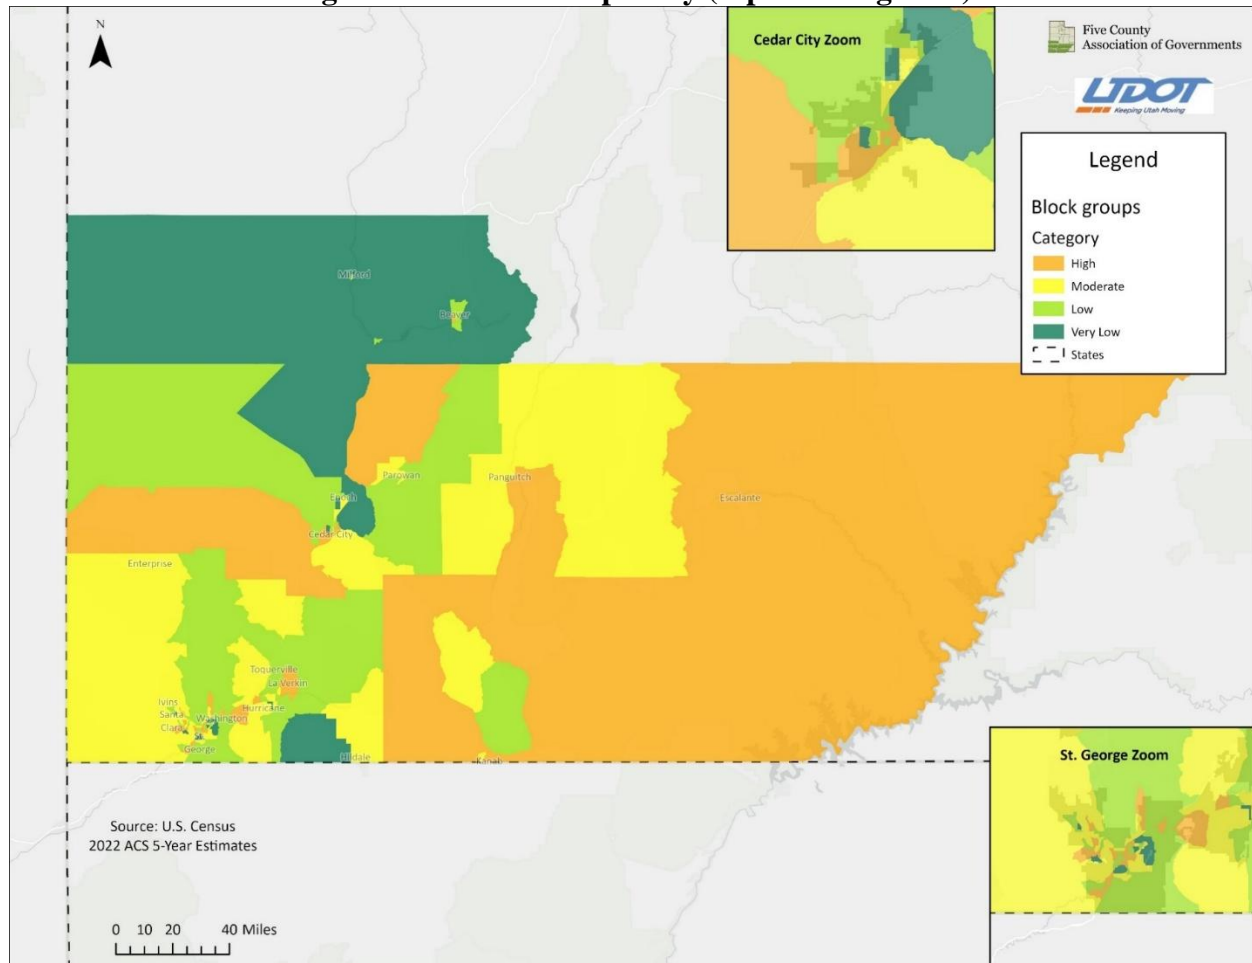 N
Cedar City Zoom
Five County
Association of Governments
UDOT
Keeping Utah Moving
Legend
Block groups
Category
High
Moderate
Low
Very Low
States
Milford
Beaver
Parowan
Panguitch
Escalante
Enoch
Cedar City
Enterprise
Toquerville
La Verkin
Ivins
Santa
Clara
Washington
Hurricane
St
George
Hildale
Kanab
St. George Zoom
Source: U.S. Census
2022 ACS 5-Year Estimates
0 10 20 40 Miles